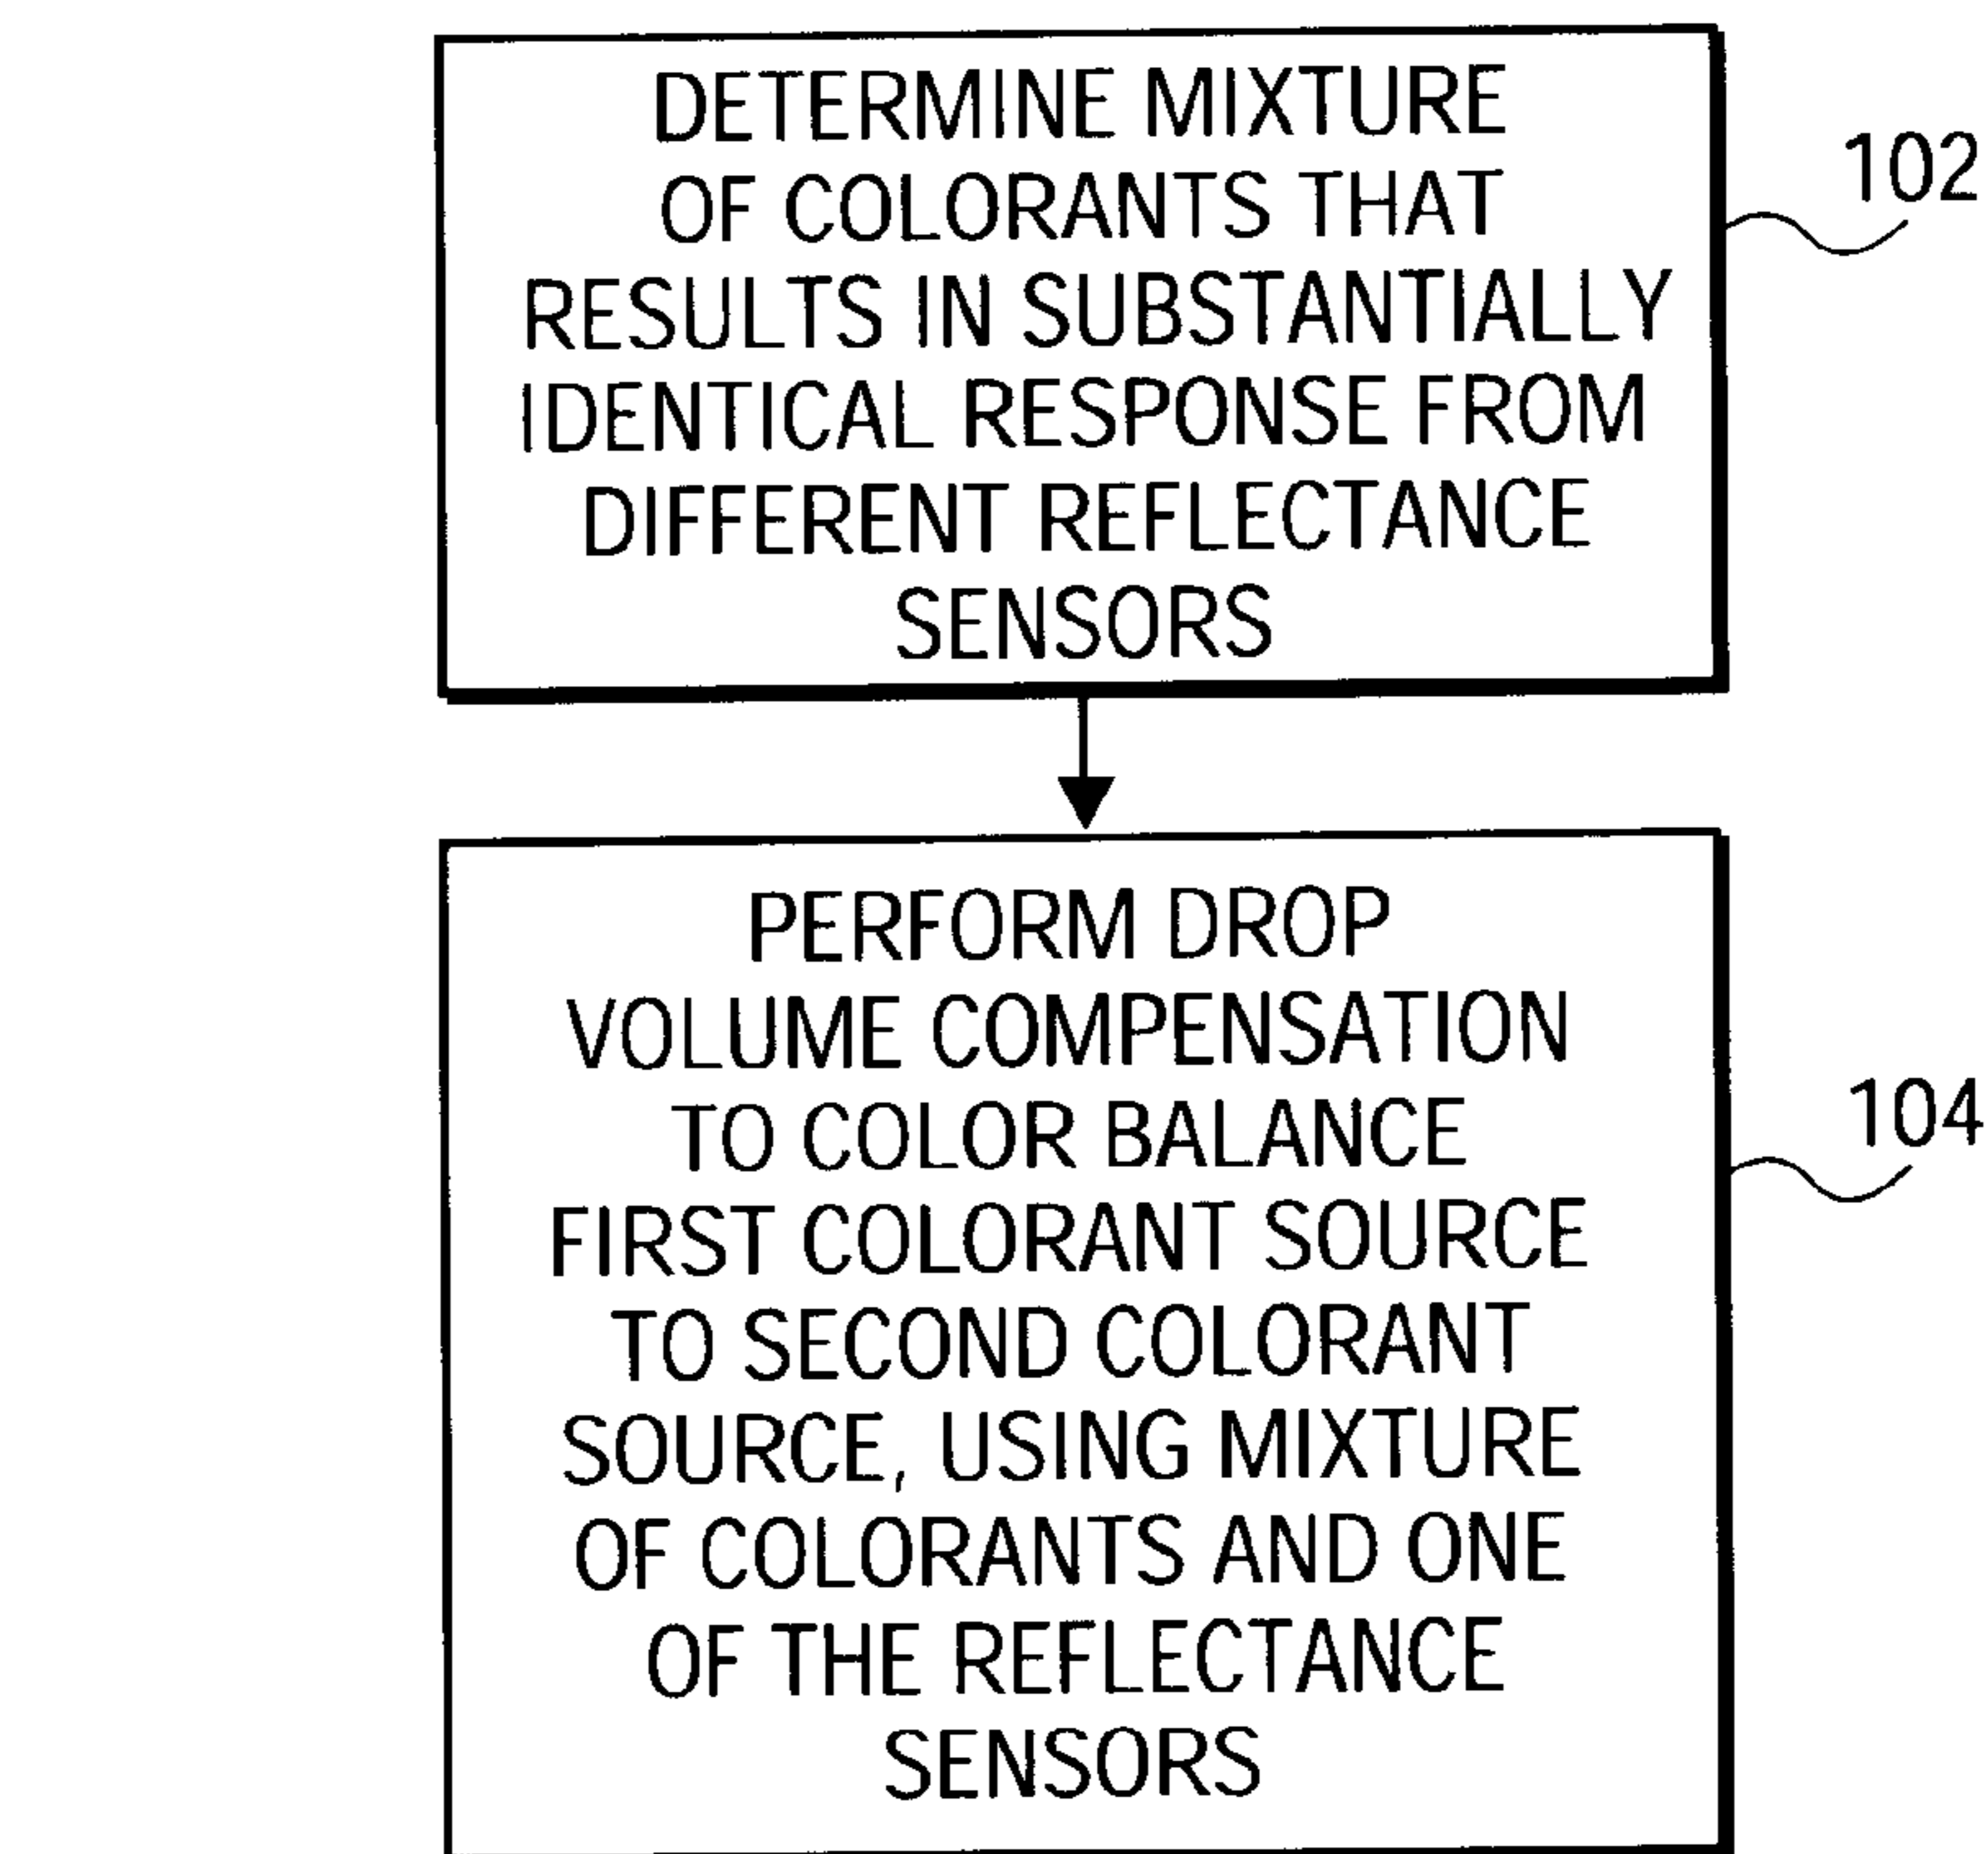 DETERMINE MIXTURE
OF COLORANTS THAT
RESULTS IN SUBSTANTIALLY
IDENTICAL RESPONSE FROM
DIFFERENT REFLECTANCE
SENSORS
102
PERFORM DROP
VOLUME COMPENSATION
TO COLOR BALANCE
FIRST COLORANT SOURCE
TO SECOND COLORANT
SOURCE, USING MIXTURE
OF COLORANTS AND ONE
OF THE REFLECTANCE
SENSORS
104